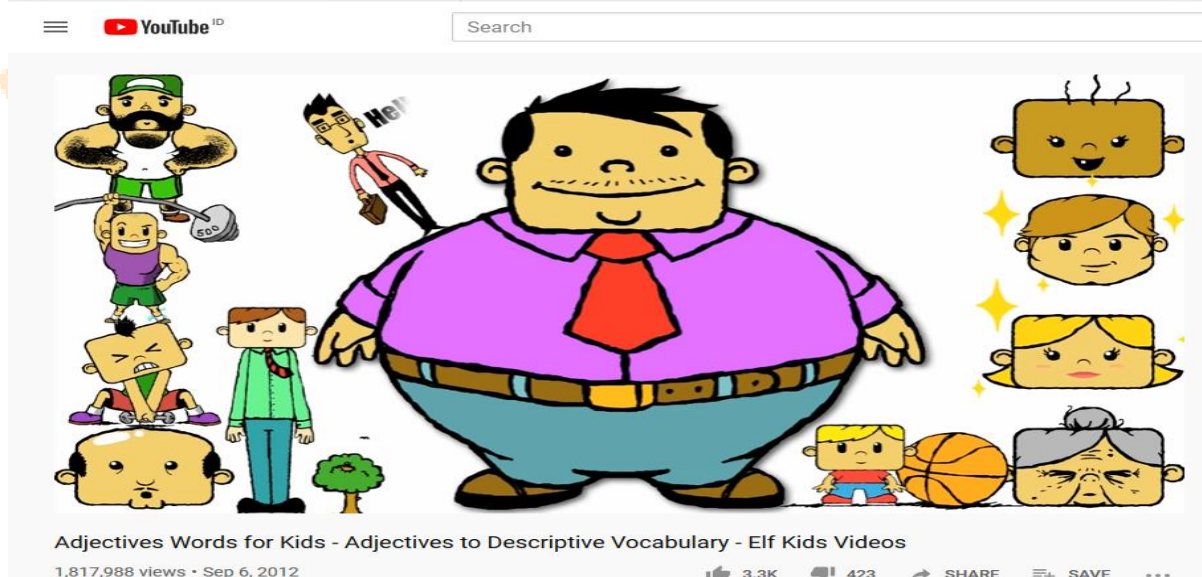 YouTube ID
Search
Hell
500
Adjectives Words for Kids - Adjectives to Descriptive Vocabulary - Elf Kids Videos
1,817,988 views • Sep 6, 2012
3.3K 423 SHARE SAVE